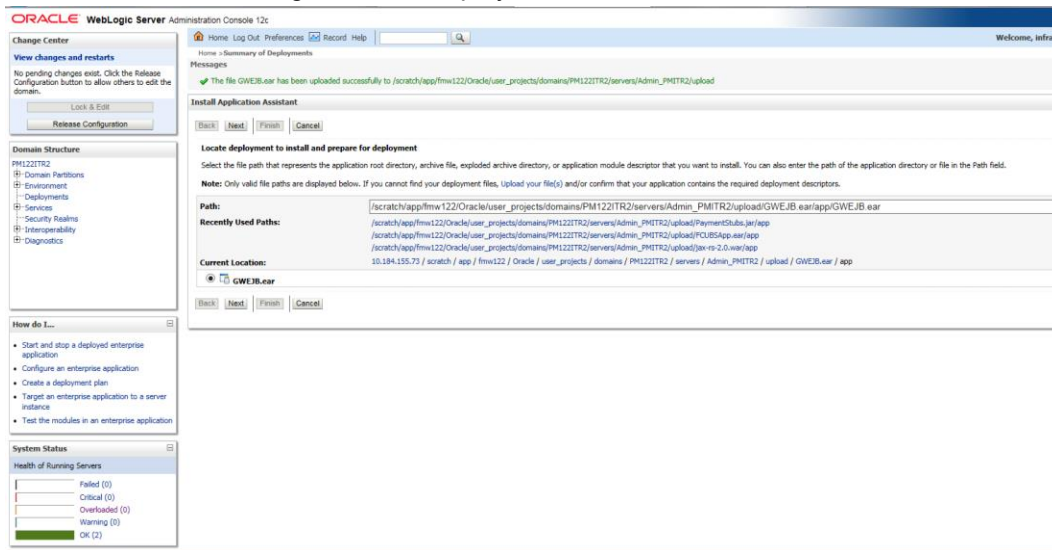 ORACLE WebLogic Server Administration Console 12c
Change Center
View changes and restarts
No pending changes exist. Click the Release
Configuration button to allow others to edit the
domain.
Lock & Edit
Release Configuration
Domain Structure
PM122ITR2
Domain Partitions
Environment
Deployments
Services
Security Realms
Interoperability
Diagnostics
How do I...
Start and stop a deployed enterprise
application
Configure an enterprise application
Create a deployment plan
Target an enterprise application to a server
instance
Test the modules in an enterprise application
System Status
Health of Running Servers
Failed (0)
Critical (0)
Overloaded (0)
Warning (0)
OK (2)
Home Log Out Preferences Record Help
Welcome, infra
Home >Summary of Deployments
Messages
The file GWEJB.ear has been uploaded successfully to /scratch/app/fmw122/Oracle/user_projects/domains/PM122ITR2/servers/Admin_PMITR2/upload
Install Application Assistant
Back Next Finish Cancel
Locate deployment to install and prepare for deployment
Select the file path that represents the application root directory, archive file, exploded archive directory, or application module descriptor that you want to install. You can also enter the path of the application directory or file in the Path field.
Note: Only valid file paths are displayed below. If you cannot find your deployment files, Upload your file(s) and/or confirm that your application contains the required deployment descriptors.
Path: /scratch/app/fmw122/Oracle/user_projects/domains/PM122ITR2/servers/Admin_PMITR2/upload/GWEJB.ear/app/GWEJB.ear
Recently Used Paths: /scratch/app/fmw122/Oracle/user_projects/domains/PM122ITR2/servers/Admin_PMITR2/upload/PaymentStubs.jar/app
/scratch/app/fmw122/Oracle/user_projects/domains/PM122ITR2/servers/Admin_PMITR2/upload/FCUBSApp.ear/app
/scratch/app/fmw122/Oracle/user_projects/domains/PM122ITR2/servers/Admin_PMITR2/upload/jax-rs-2.0.war/app
Current Location: 10.184.155.73 / scratch / app / fmw122 / Oracle / user_projects / domains / PM122ITR2 / servers / Admin_PMITR2 / upload / GWEJB.ear / app
GWEJB.ear
Back Next Finish Cancel